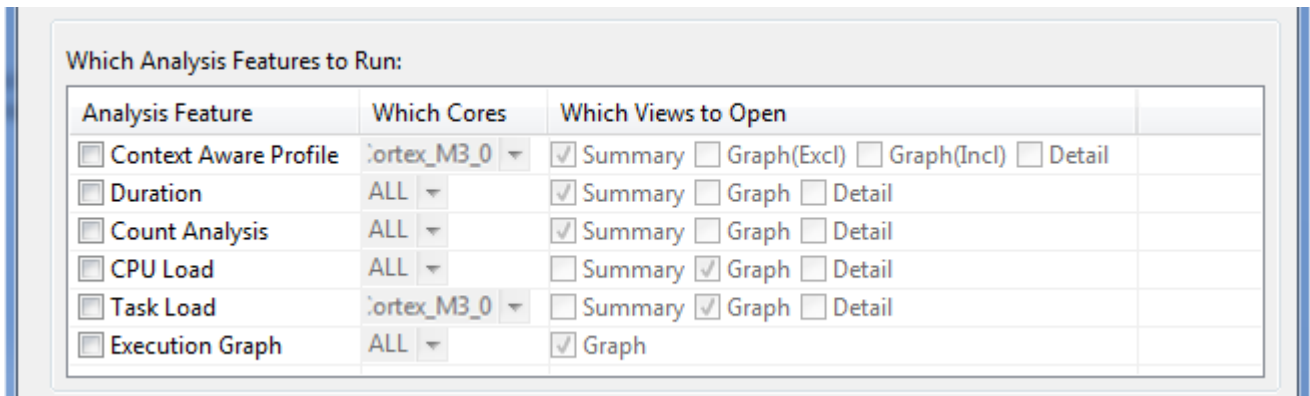 Which Analysis Features to Run:
Analysis Feature Which Cores Which Views to Open
Context Aware Profile ortex_M3_0 Summary Graph(Excl) Graph(Incl) Detail
Duration ALL Summary Graph Detail
Count Analysis ALL Summary Graph Detail
CPU Load ALL Summary Graph Detail
Task Load ortex_M3_0 Summary Graph Detail
Execution Graph ALL Graph